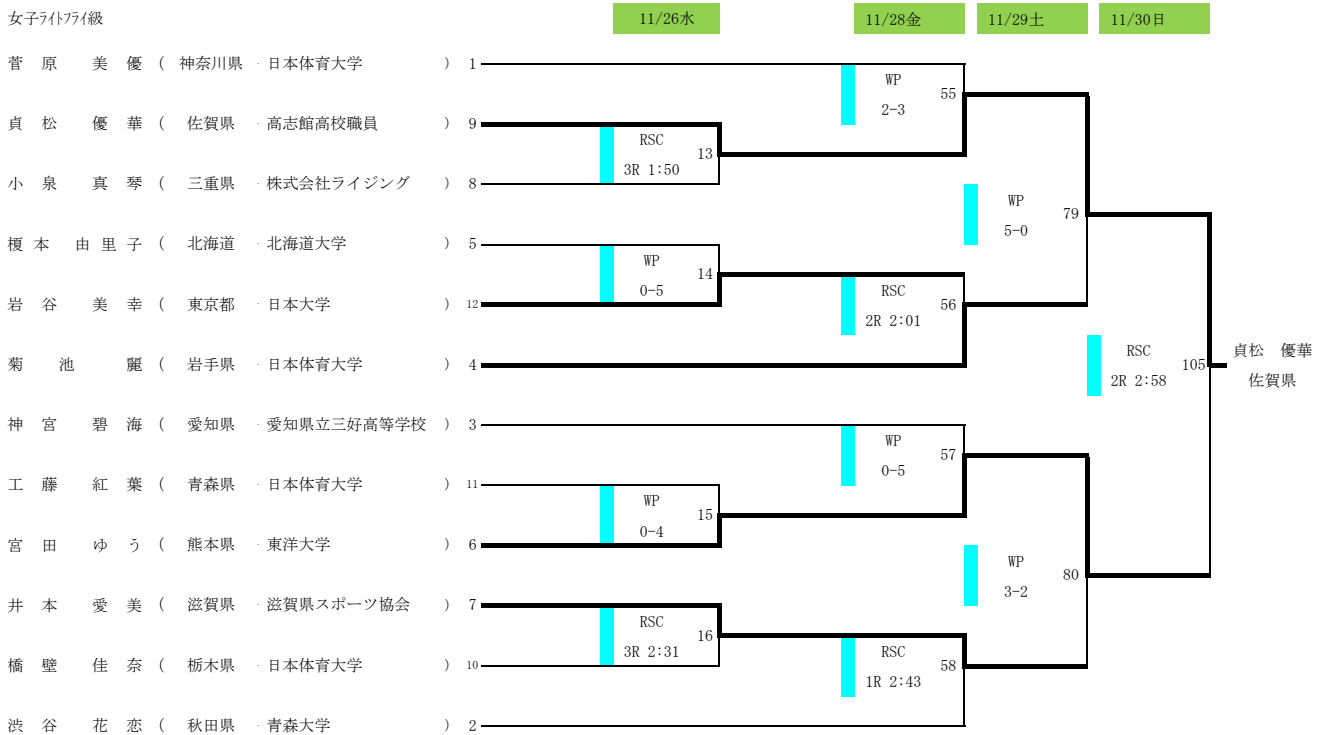 女子ライトフライ級 11/26水 11/28金 11/29土 11/30日
菅原 美優 ( 神奈川県 ・ 日本体育大学 ) 1
WP
55
2-3
貞松 優華 ( 佐賀県 ・ 高志館高校職員 ) 9
RSC
13
3R 1:50
小泉 真琴 ( 三重県 ・ 株式会社ライジング ) 8
WP
79
5-0
榎本 由里子 ( 北海道 ・ 北海道大学 ) 5
WP
14
0-5
RSC
56
2R 2:01
岩谷 美幸 ( 東京都 ・ 日本大学 ) 12
菊池 麗 ( 岩手県 ・ 日本体育大学 ) 4
RSC
105
2R 2:58
貞松 優華
佐賀県
神宮 碧海 ( 愛知県 ・ 愛知県立三好高等学校 ) 3
WP
57
0-5
工藤 紅葉 ( 青森県 ・ 日本体育大学 ) 11
WP
15
0-4
宮田 ゆう ( 熊本県 ・ 東洋大学 ) 6
WP
80
3-2
井本 愛美 ( 滋賀県 ・ 滋賀県スポーツ協会 ) 7
RSC
16
3R 2:31
橋壁 佳奈 ( 栃木県 ・ 日本体育大学 ) 10
RSC
58
1R 2:43
渋谷 花恋 ( 秋田県 ・ 青森大学 ) 2